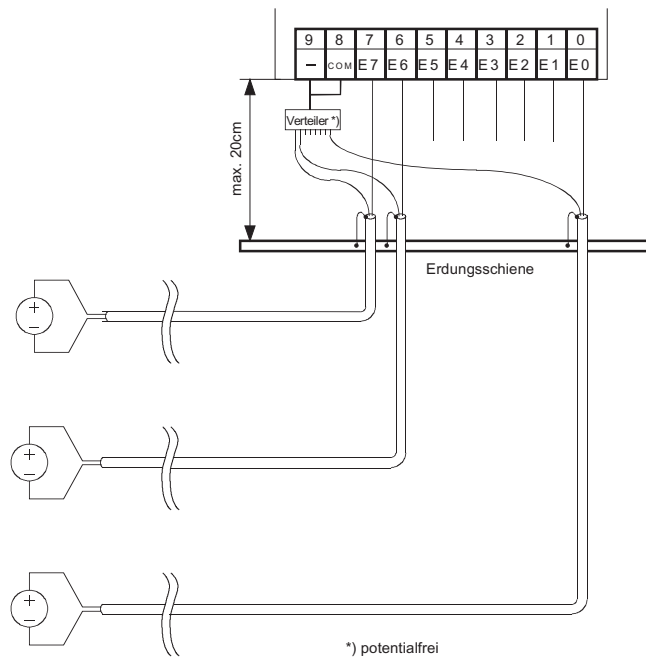 9 8 7 6 5 4 3 2 1 0
– COM E7 E6 E5 E4 E3 E2 E1 E0
Verteiler *)
max. 20cm
Erdungsschiene
+
–
+
–
+
–
*) potentialfrei